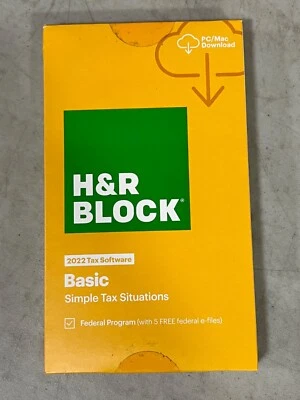 PC/Mac
Download
H&R
BLOCK®
2022 Tax Software
Basic
Simple Tax Situations
Federal Program (with 5 FREE federal e-files)